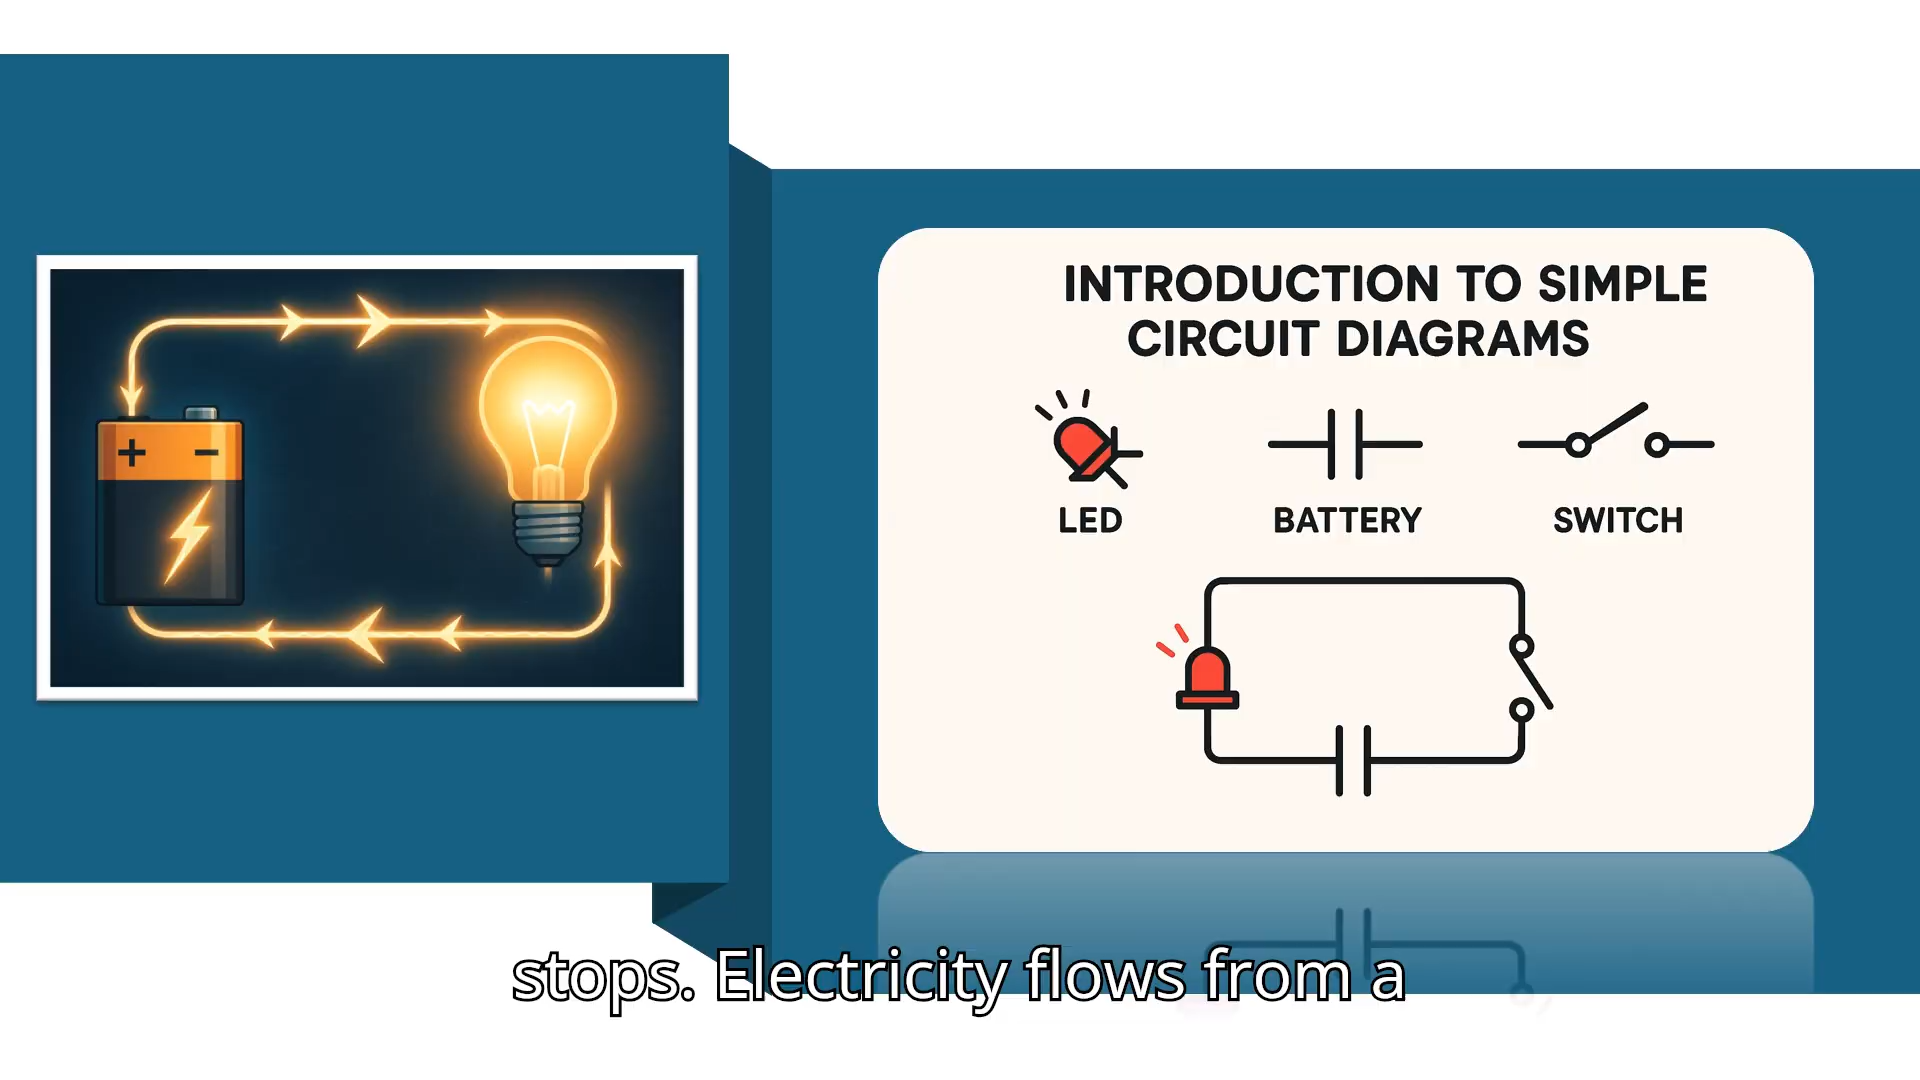 + −
INTRODUCTION TO SIMPLE
CIRCUIT DIAGRAMS
LED BATTERY SWITCH
stops. Electricity flows from a